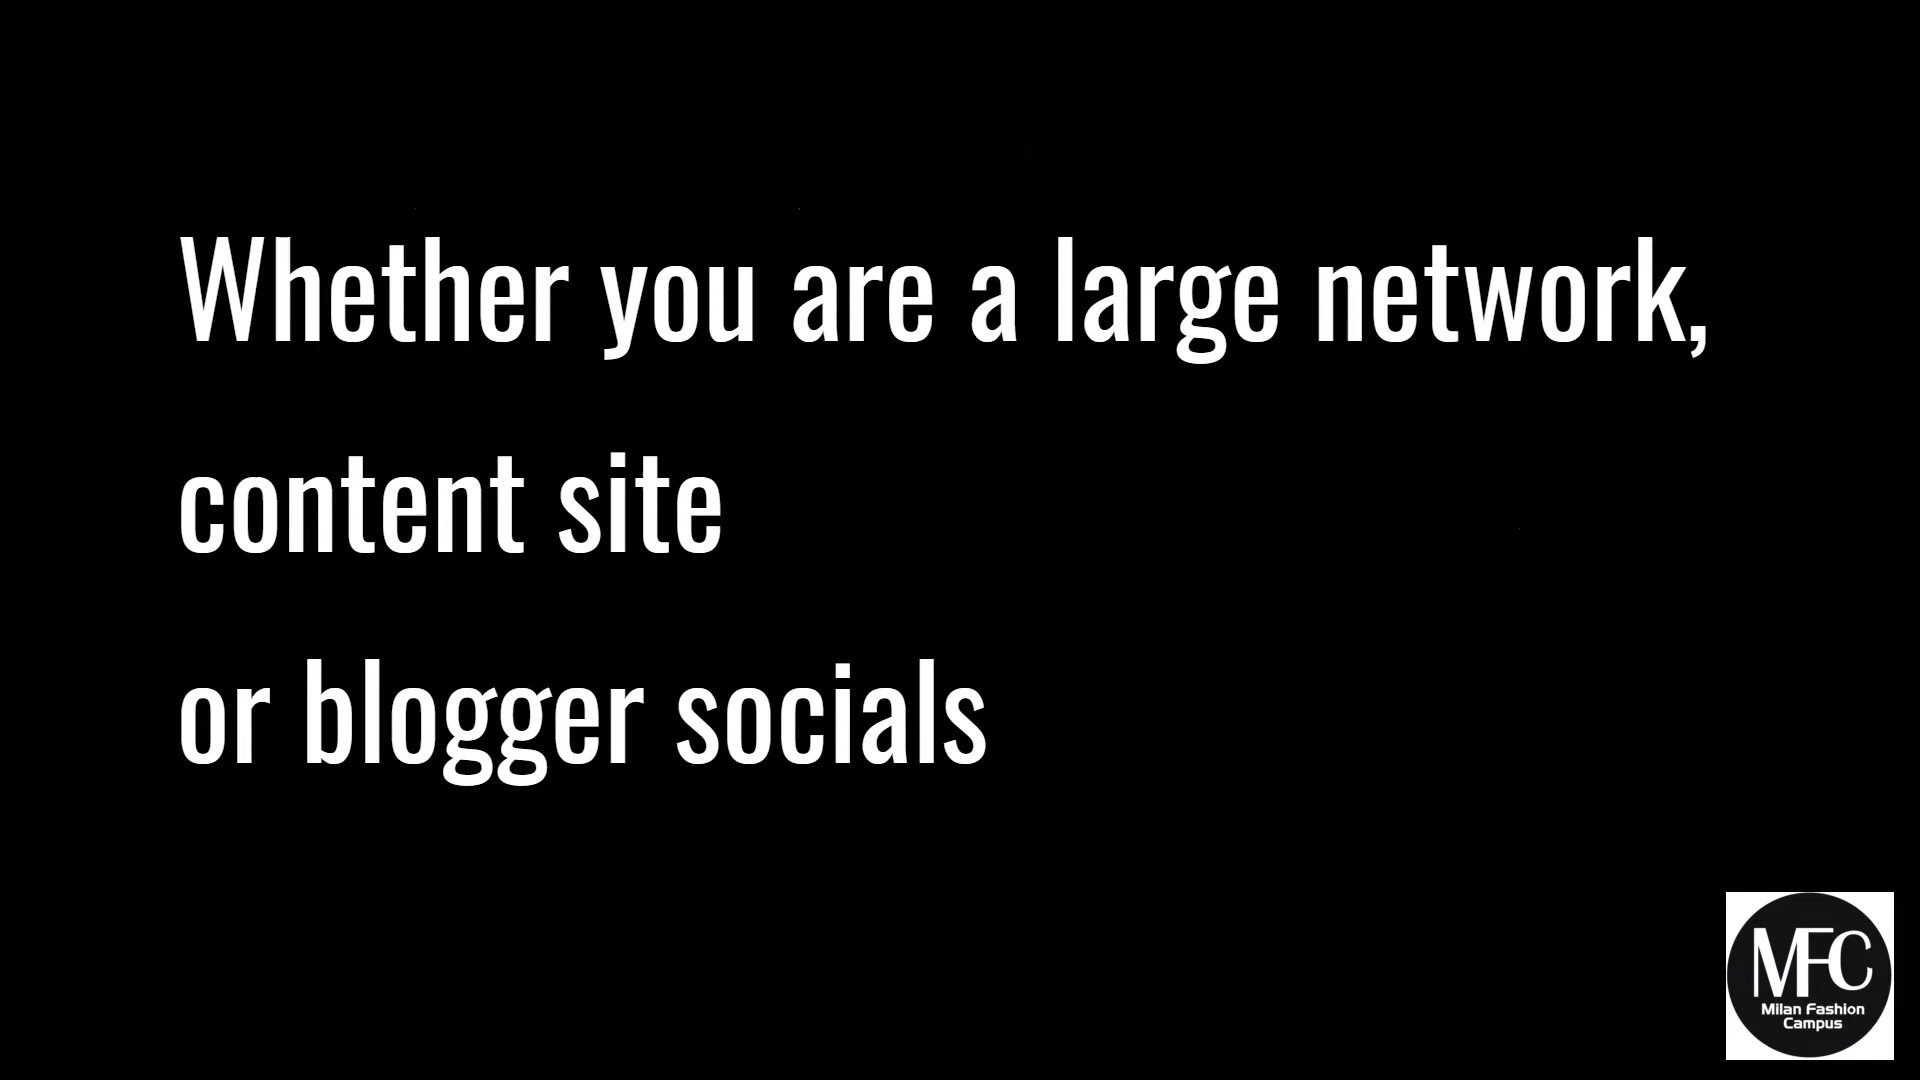 Whether you are a large network,
content site
or blogger socials
MFC
Milan Fashion
Campus